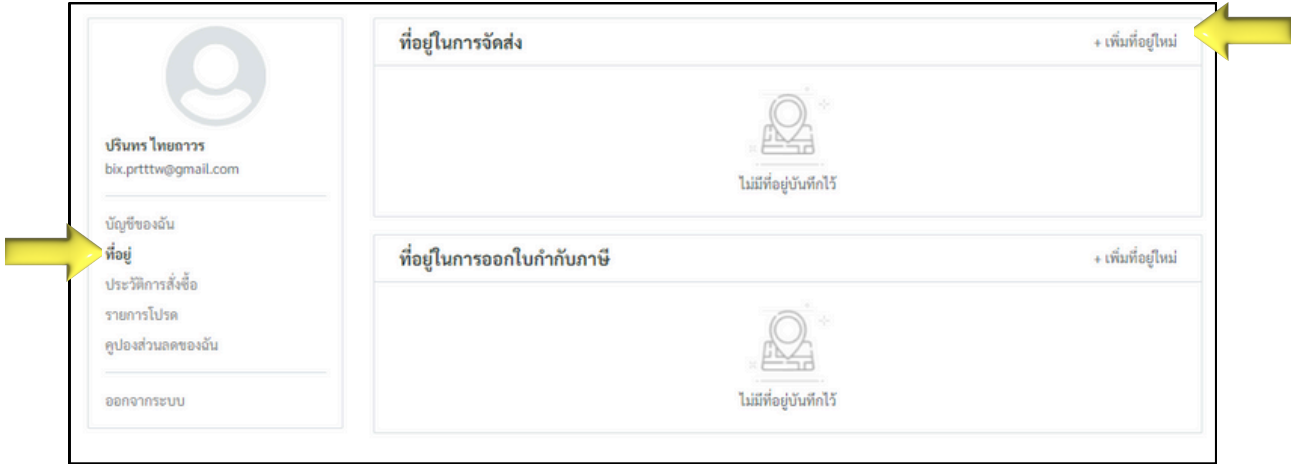 ปรินทร ไทยถาวร
bix.prtttw@gmail.com
บัญชีของฉัน
ที่อยู่
ประวัติการสั่งซื้อ
รายการโปรด
คูปองส่วนลดของฉัน
ออกจากระบบ
ที่อยู่ในการจัดส่ง
+ เพิ่มที่อยู่ใหม่
ไม่มีที่อยู่บันทึกไว้
ที่อยู่ในการออกใบกำกับภาษี
+ เพิ่มที่อยู่ใหม่
ไม่มีที่อยู่บันทึกไว้